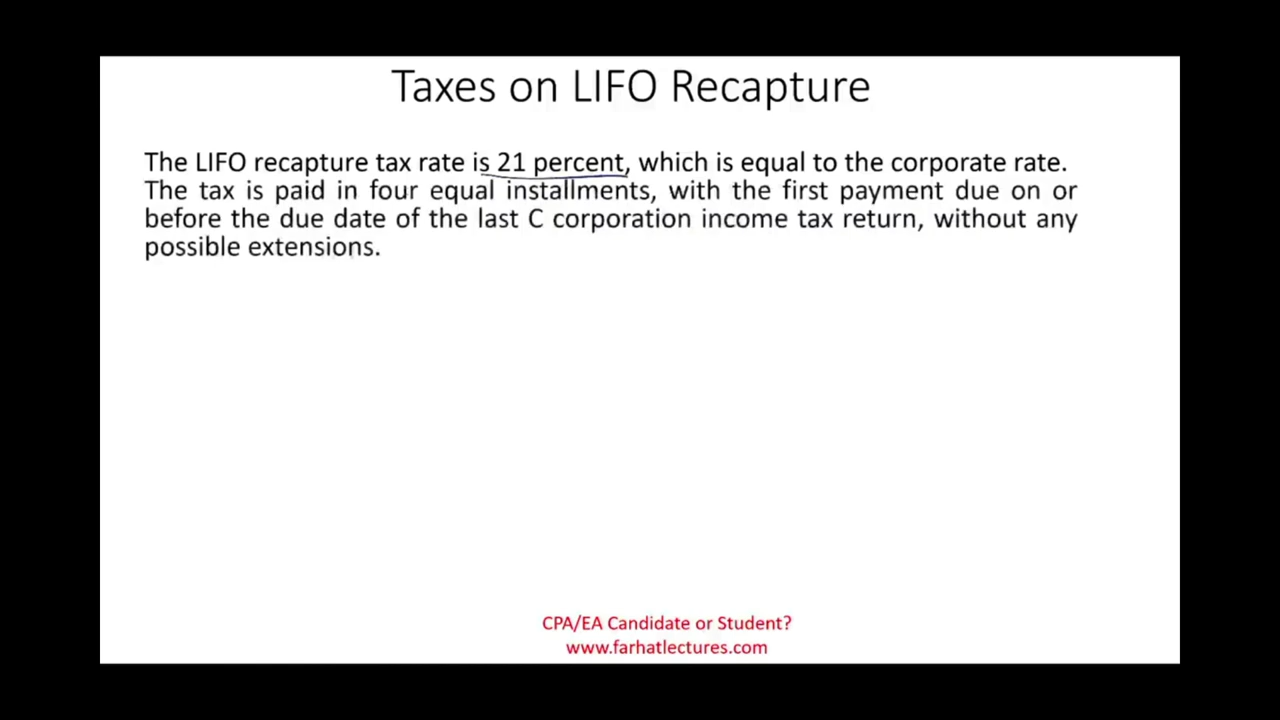 Taxes on LIFO Recapture
The LIFO recapture tax rate is 21 percent, which is equal to the corporate rate.
The tax is paid in four equal installments, with the first payment due on or
before the due date of the last C corporation income tax return, without any
possible extensions.
CPA/EA Candidate or Student?
www.farhatlectures.com